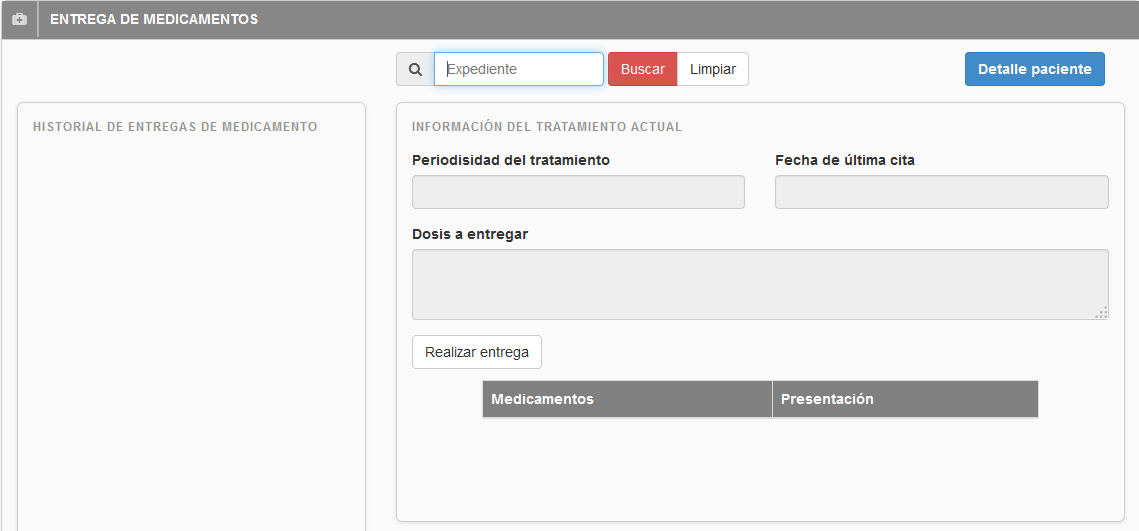 ENTREGA DE MEDICAMENTOS
Expediente Buscar Limpiar Detalle paciente
HISTORIAL DE ENTREGAS DE MEDICAMENTO
INFORMACIÓN DEL TRATAMIENTO ACTUAL
Periodisidad del tratamiento Fecha de última cita
Dosis a entregar
Realizar entrega
Medicamentos Presentación